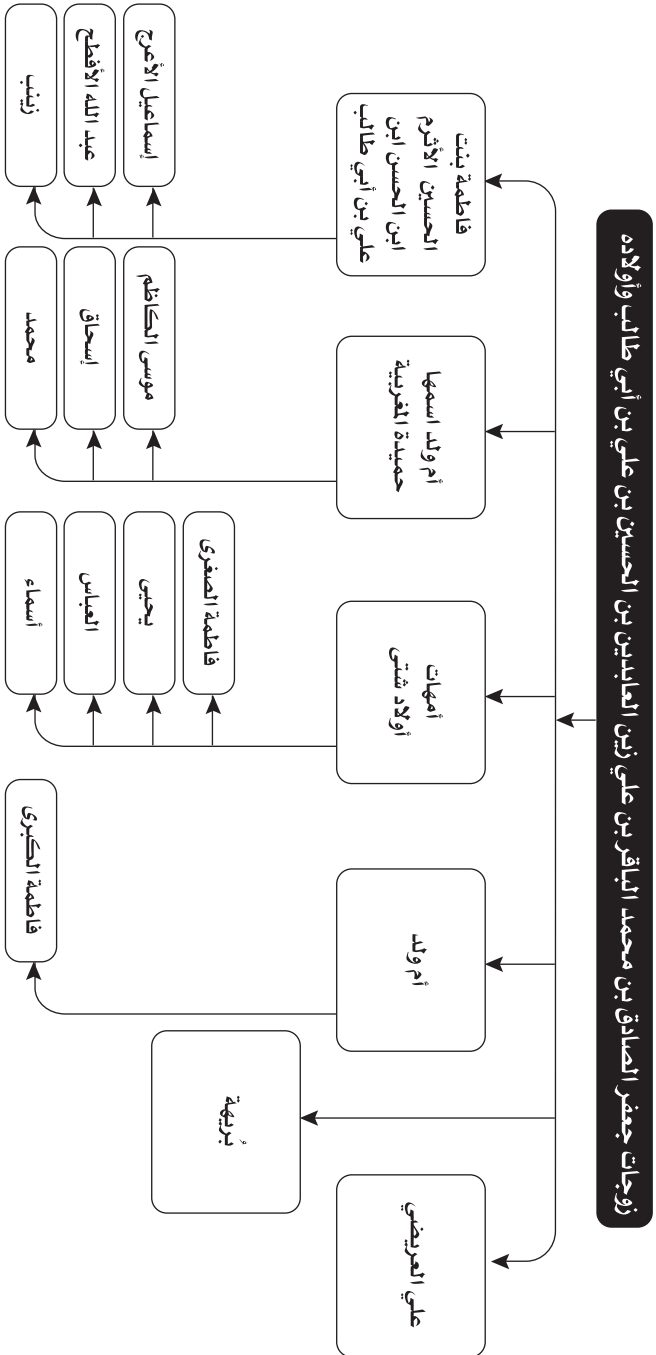 زوجات جعفر الصادق بن محمد الباقر بن علي زين العابدين بن الحسين بن علي بن أبي طالب وأولاده
فاطمة بنت
الحسين الأثرم
ابن الحسن ابن
علي بن أبي طالب
إسماعيل الأعرج
عبد الله الأفطح
زينب
أم ولد اسمها
حميدة المغربية
موسى الكاظم
إسحاق
محمد
أمهات
أولاد شتى
فاطمة الصغرى
يحيى
العباس
أسماء
أم ولد
فاطمة الكبرى
بُريهة
علي العريضي